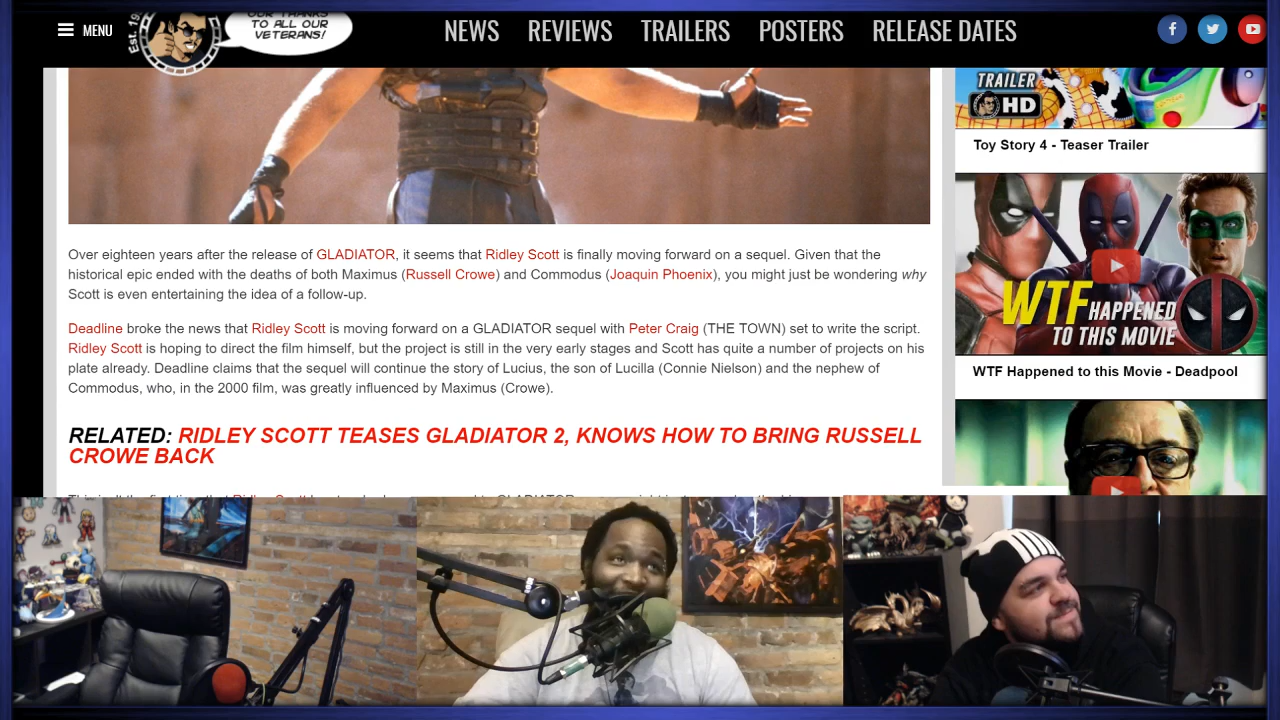 MENU
Est. 19
TO ALL OUR
VETERANS!
NEWS REVIEWS TRAILERS POSTERS RELEASE DATES
TRAILER
HD
Toy Story 4 - Teaser Trailer
WTF HAPPENED
TO THIS MOVIE
WTF Happened to this Movie - Deadpool
Over eighteen years after the release of GLADIATOR, it seems that Ridley Scott is finally moving forward on a sequel. Given that the
historical epic ended with the deaths of both Maximus (Russell Crowe) and Commodus (Joaquin Phoenix), you might just be wondering why
Scott is even entertaining the idea of a follow-up.
Deadline broke the news that Ridley Scott is moving forward on a GLADIATOR sequel with Peter Craig (THE TOWN) set to write the script.
Ridley Scott is hoping to direct the film himself, but the project is still in the very early stages and Scott has quite a number of projects on his
plate already. Deadline claims that the sequel will continue the story of Lucius, the son of Lucilla (Connie Nielson) and the nephew of
Commodus, who, in the 2000 film, was greatly influenced by Maximus (Crowe).
RELATED: RIDLEY SCOTT TEASES GLADIATOR 2, KNOWS HOW TO BRING RUSSELL
CROWE BACK